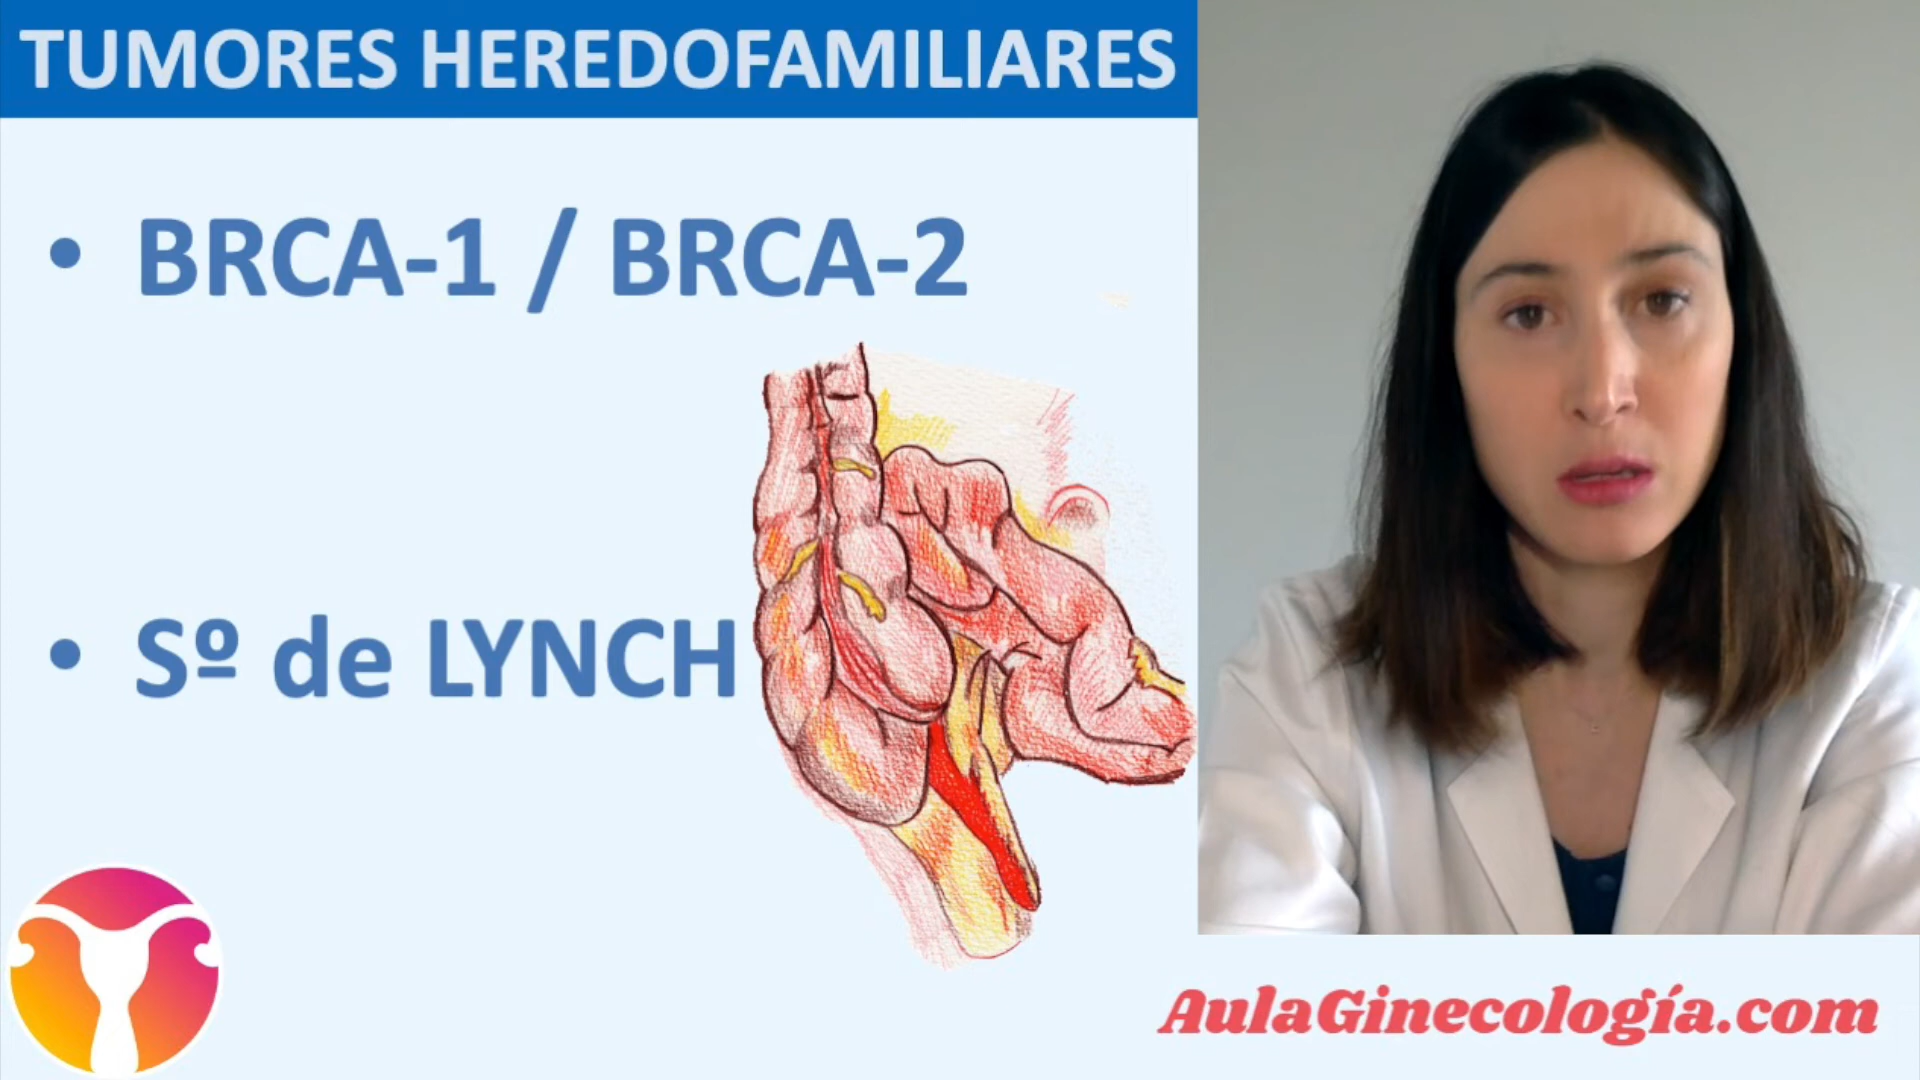 TUMORES HEREDOFAMILIARES
• BRCA-1 / BRCA-2
• Sº de LYNCH
AulaGinecología.com